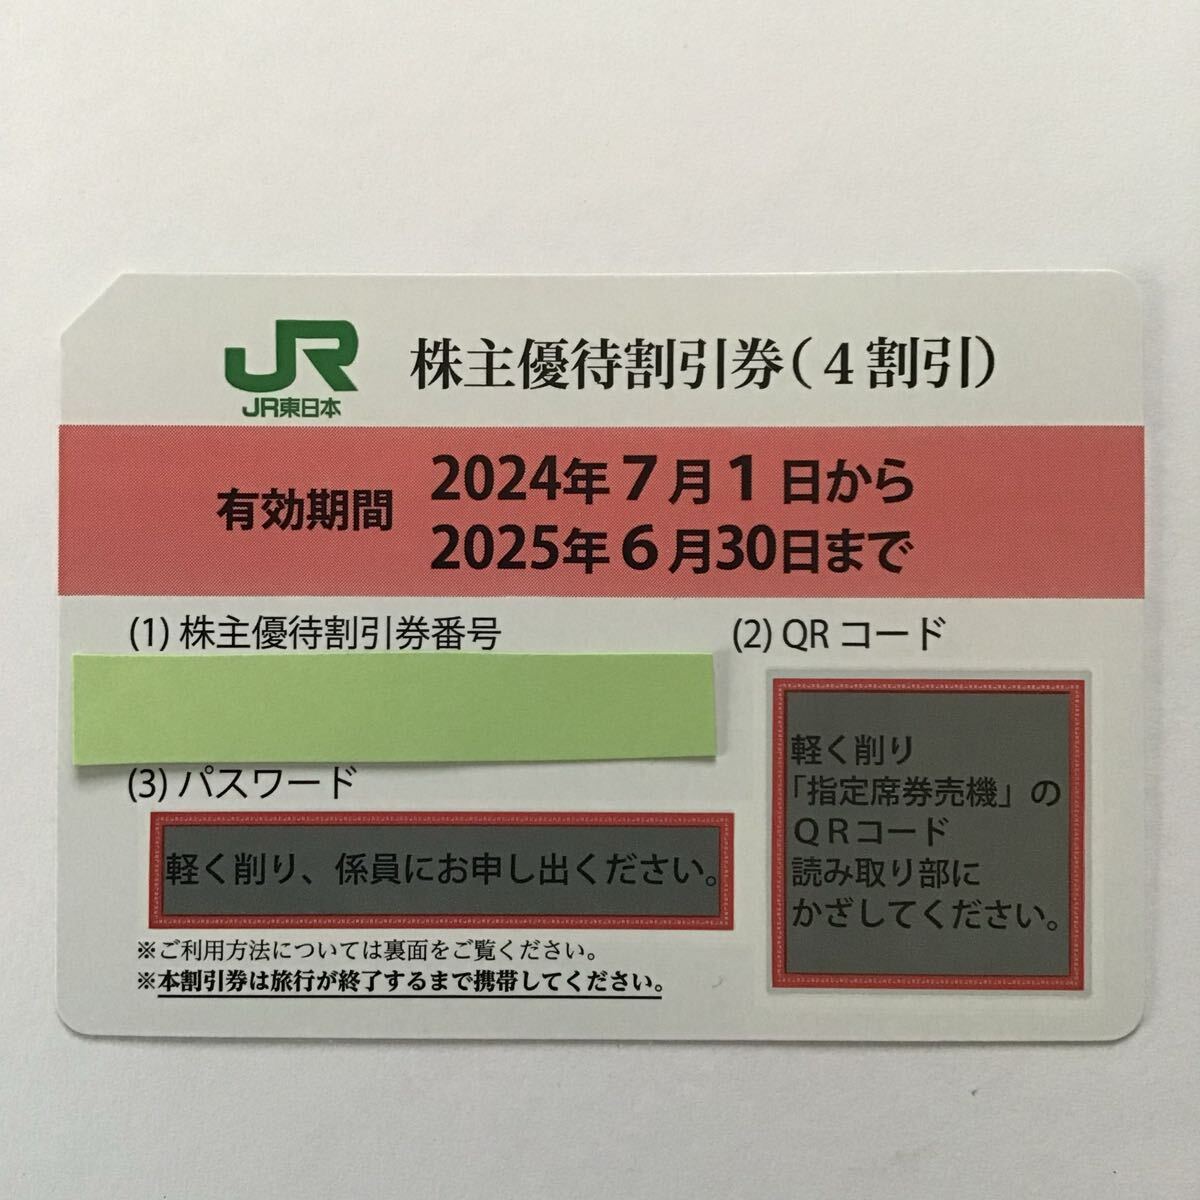 JR
JR東日本
株主優待割引券（４割引）
有効期間
2024年７月１日から
2025年６月30日まで
(1) 株主優待割引券番号
(2) QR コード
軽く削り
「指定席券売機」の
ＱＲコード
読み取り部に
かざしてください。
(3) パスワード
軽く削り、係員にお申し出ください。
※ご利用方法については裏面をご覧ください。
※本割引券は旅行が終了するまで携帯してください。